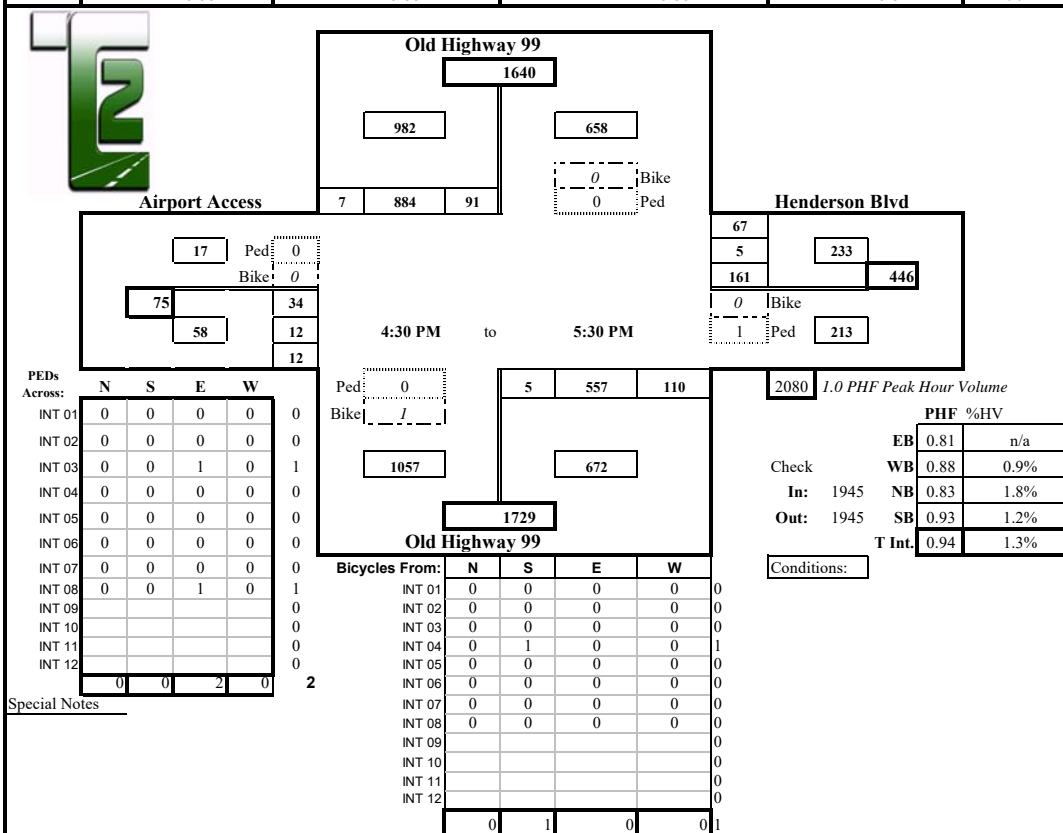 T2
Old Highway 99
1640
982 658
0 Bike
0 Ped
Airport Access 7 884 91 Henderson Blvd
67
17 Ped 0 5 233
Bike 0 161 446
75 34 0 Bike
58 12 4:30 PM to 5:30 PM 1 Ped 213
12
PEDs Across: N S E W
INT 01 0 0 0 0 0
INT 02 0 0 0 0 0
INT 03 0 0 1 0 1
INT 04 0 0 0 0 0
INT 05 0 0 0 0 0
INT 06 0 0 0 0 0
INT 07 0 0 0 0 0
INT 08 0 0 1 0 1
INT 09 0
INT 10 0
INT 11 0
INT 12 0
0 0 2 0 2
Special Notes
Ped 0 5 557 110
Bike 1
1057 672
1729
Old Highway 99
2080 1.0 PHF Peak Hour Volume
PHF %HV
EB 0.81 n/a
Check WB 0.88 0.9%
In: 1945 NB 0.83 1.8%
Out: 1945 SB 0.93 1.2%
T Int. 0.94 1.3%
Conditions:
Bicycles From: N S E W
INT 01 0 0 0 0 0
INT 02 0 0 0 0 0
INT 03 0 0 0 0 0
INT 04 0 1 0 0 1
INT 05 0 0 0 0 0
INT 06 0 0 0 0 0
INT 07 0 0 0 0 0
INT 08 0 0 0 0 0
INT 09 0
INT 10 0
INT 11 0
INT 12 0
0 1 0 0 1